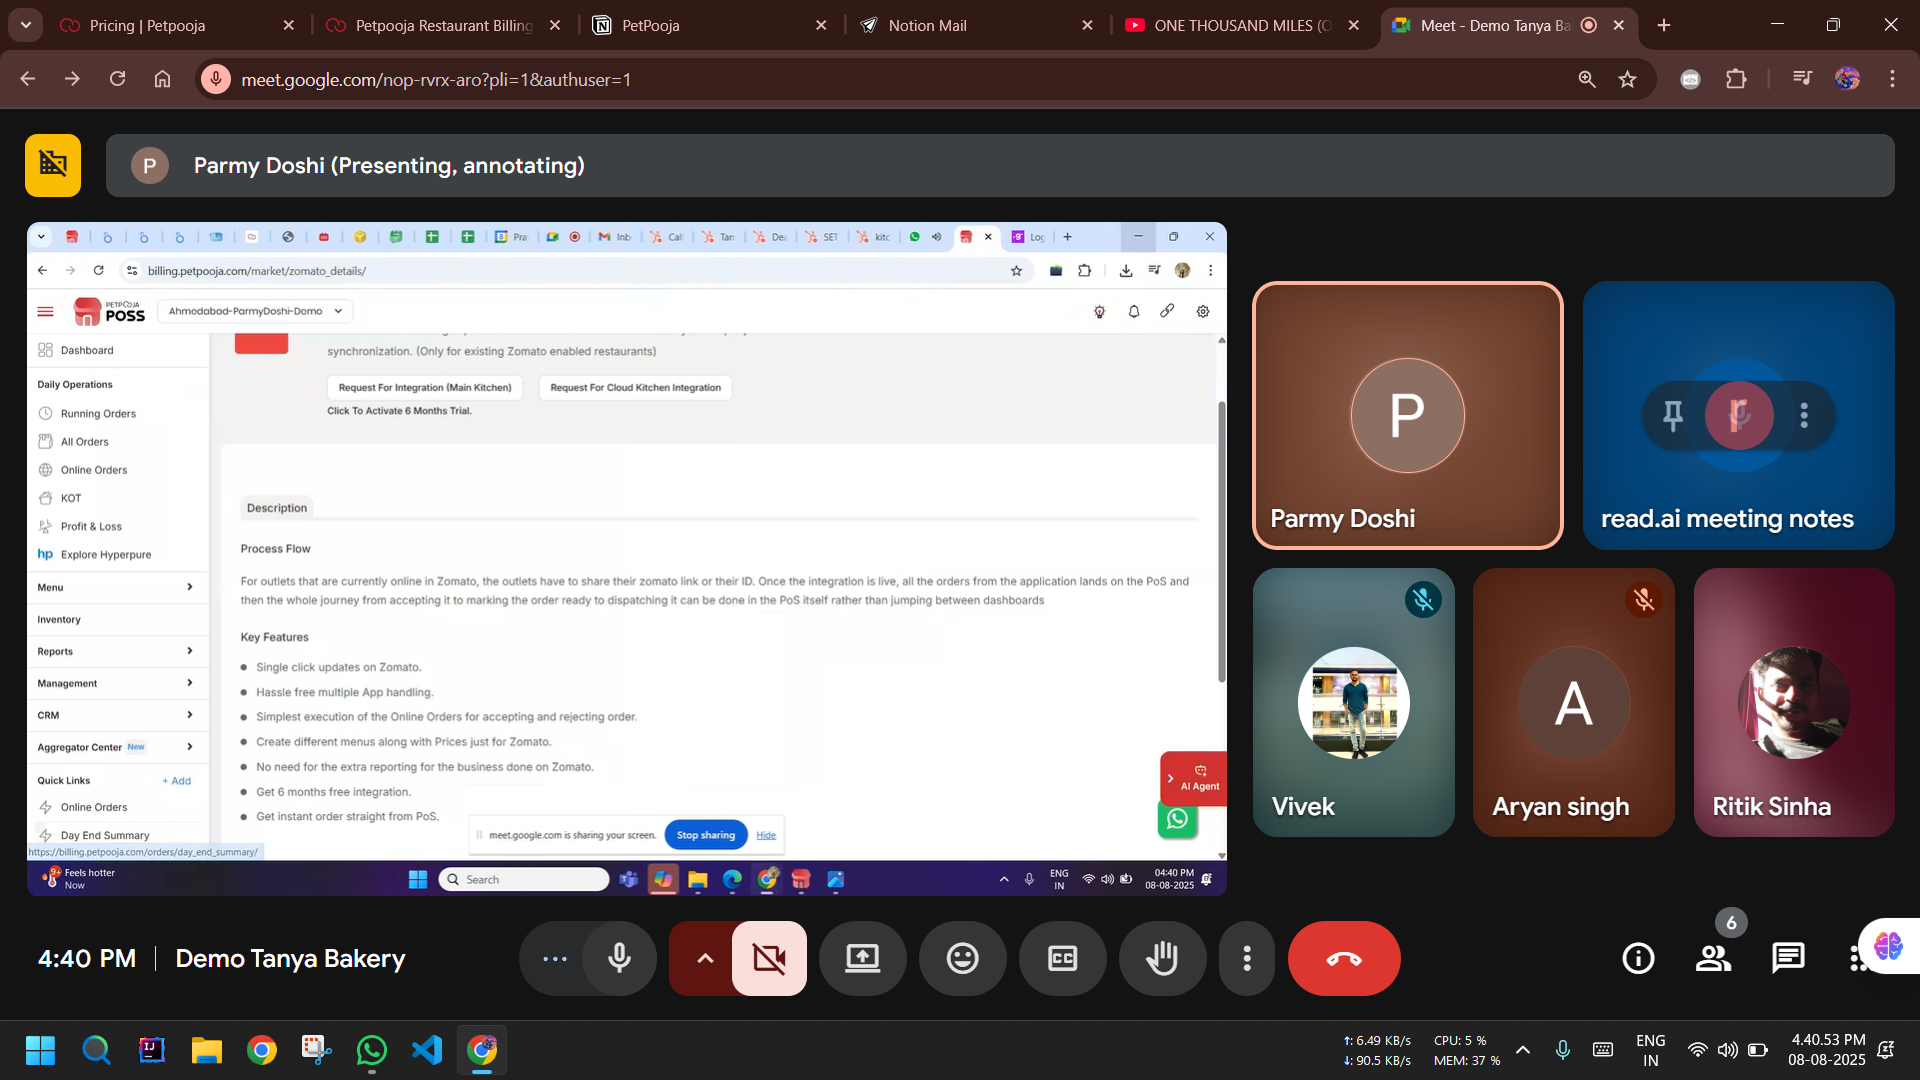 Pricing | Petpooja
Petpooja Restaurant Billing
PetPooja
Notion Mail
ONE THOUSAND MILES (O
Meet - Demo Tanya Ba
meet.google.com/nop-rvrx-aro?pli=1&authuser=1
P
Parmy Doshi (Presenting, annotating)
Pra
Inb
Call
Tan
Dea
SET
kitc
Log
billing.petpooja.com/market/zomato_details/
PETPOOJA
POSS
Ahmedabad-ParmyDoshi-Demo
Dashboard
Daily Operations
Running Orders
All Orders
Online Orders
KOT
Profit & Loss
hp Explore Hyperpure
Menu
Inventory
Reports
Management
CRM
Aggregator Center New
Quick Links + Add
Online Orders
Day End Summary
https://billing.petpooja.com/orders/day_end_summary/
synchronization. (Only for existing Zomato enabled restaurants)
Request For Integration (Main Kitchen)
Request For Cloud Kitchen Integration
Click To Activate 6 Months Trial.
Description
Process Flow
For outlets that are currently online in Zomato, the outlets have to share their zomato link or their ID. Once the integration is live, all the orders from the application lands on the PoS and
then the whole journey from accepting it to marking the order ready to dispatching it can be done in the PoS itself rather than jumping between dashboards
Key Features
Single click updates on Zomato.
Hassle free multiple App handling.
Simplest execution of the Online Orders for accepting and rejecting order.
Create different menus along with Prices just for Zomato.
No need for the extra reporting for the business done on Zomato.
Get 6 months free integration.
Get instant order straight from PoS.
AI Agent
meet.google.com is sharing your screen.
Stop sharing
Hide
9+
Feels hotter
Now
Search
ENG
IN
04:40 PM
08-08-2025
P
Parmy Doshi
r
read.ai meeting notes
Vivek
A
Aryan singh
Ritik Sinha
4:40 PM
Demo Tanya Bakery
CC
6
IJ
↑: 6.49 KB/s
↓: 90.5 KB/s
CPU: 5 %
MEM: 37 %
ENG
IN
4.40.53 PM
08-08-2025